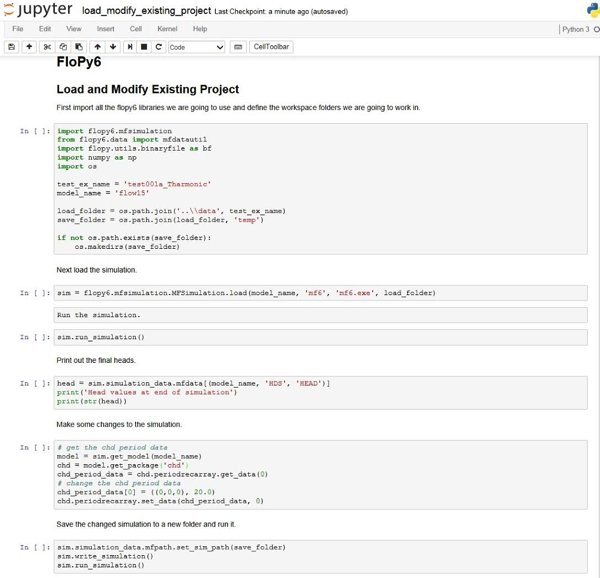 jupyter load_modify_existing_project Last Checkpoint: a minute ago (autosaved)
File Edit View Insert Cell Kernel Help Python 3
Code CellToolbar
FloPy6
Load and Modify Existing Project
First import all the flopy6 libraries we are going to use and define the workspace folders we are going to work in.
In [ ]: import flopy6.mfsimulation
from flopy6.data import mfdatautil
import flopy.utils.binaryfile as bf
import numpy as np
import os
test_ex_name = 'test001a_Tharmonic'
model_name = 'flow15'
load_folder = os.path.join('..\\data', test_ex_name)
save_folder = os.path.join(load_folder, 'temp')
if not os.path.exists(save_folder):
    os.makedirs(save_folder)
Next load the simulation.
In [ ]: sim = flopy6.mfsimulation.MFSimulation.load(model_name, 'mf6', 'mf6.exe', load_folder)
Run the simulation.
In [ ]: sim.run_simulation()
Print out the final heads.
In [ ]: head = sim.simulation_data.mfdata[(model_name, 'HDS', 'HEAD')]
print('Head values at end of simulation')
print(str(head))
Make some changes to the simulation.
In [ ]: # get the chd period data
model = sim.get_model(model_name)
chd = model.get_package('chd')
chd_period_data = chd.periodrecarray.get_data(0)
# change the chd period data
chd_period_data[0] = ((0,0,0), 20.0)
chd.periodrecarray.set_data(chd_period_data, 0)
Save the changed simulation to a new folder and run it.
In [ ]: sim.simulation_data.mfpath.set_sim_path(save_folder)
sim.write_simulation()
sim.run_simulation()